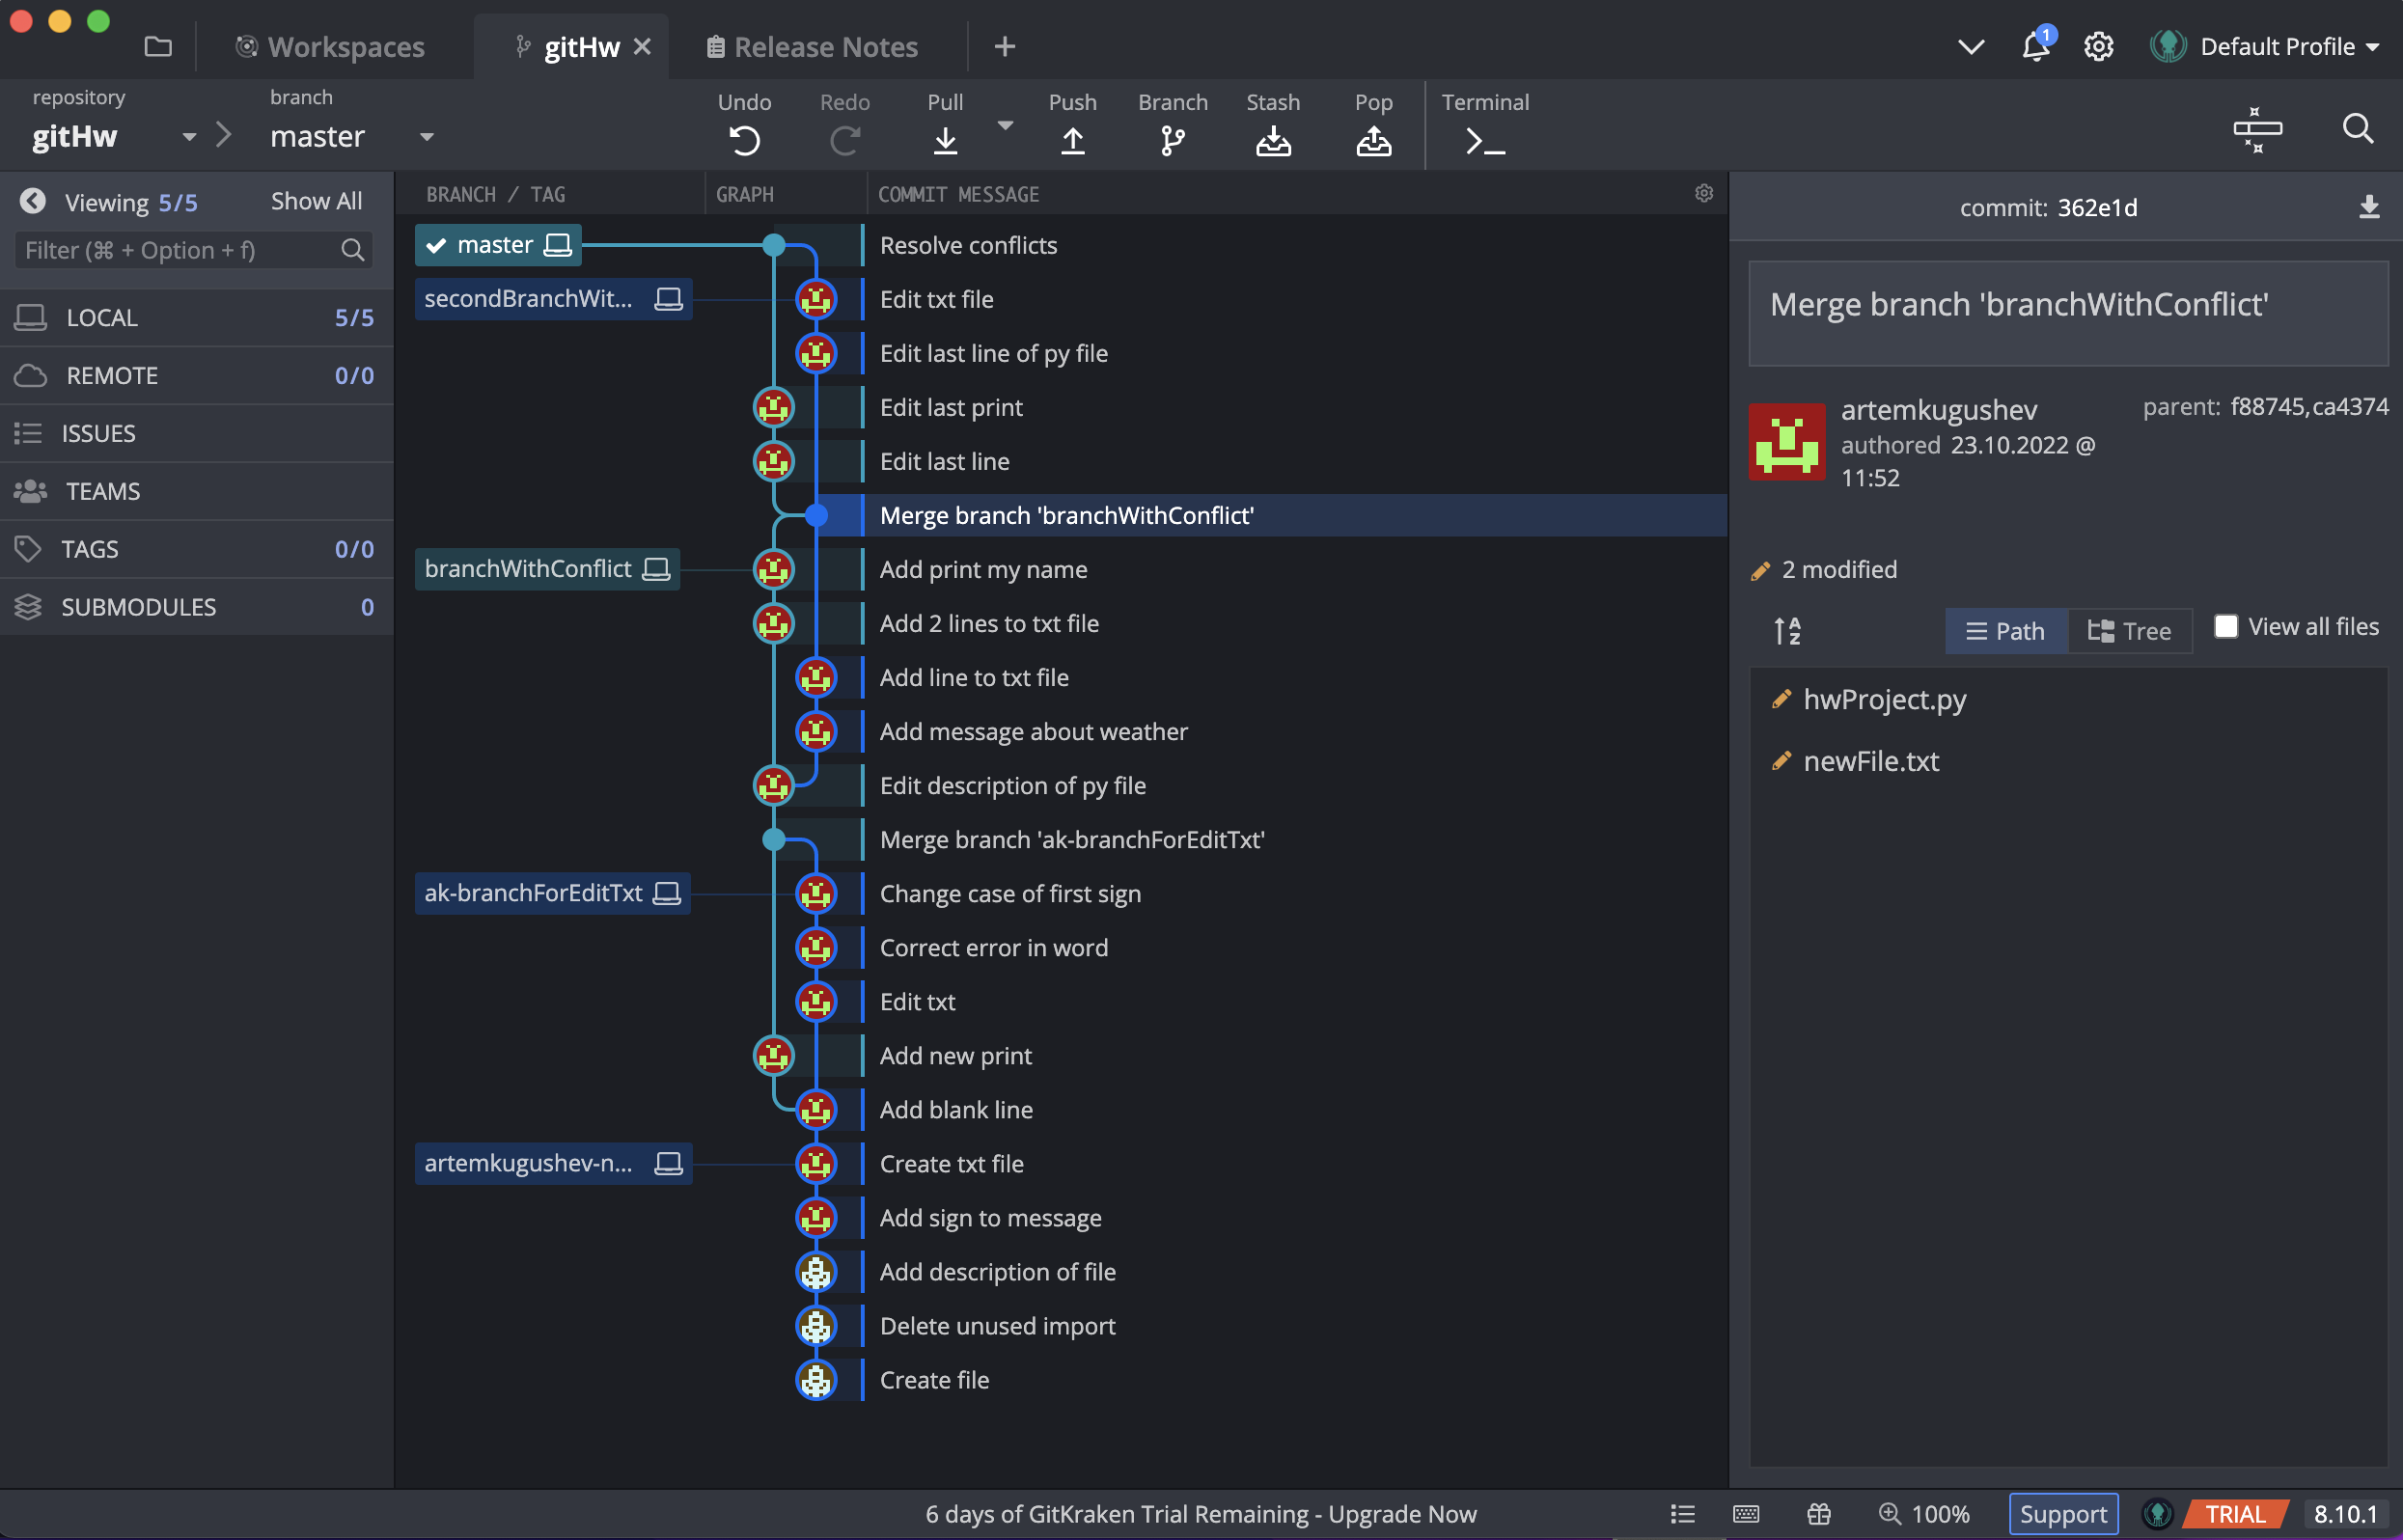 Workspaces
gitHw
Release Notes
1
Default Profile
repository
gitHw
branch
master
Undo
Redo
Pull
Push
Branch
Stash
Pop
Terminal
Viewing 5/5
Show All
Filter (⌘ + Option + f)
LOCAL 5/5
REMOTE 0/0
ISSUES
TEAMS
TAGS 0/0
SUBMODULES 0
BRANCH / TAG
GRAPH
COMMIT MESSAGE
master
Resolve conflicts
secondBranchWit...
Edit txt file
Edit last line of py file
Edit last print
Edit last line
Merge branch 'branchWithConflict'
branchWithConflict
Add print my name
Add 2 lines to txt file
Add line to txt file
Add message about weather
Edit description of py file
Merge branch 'ak-branchForEditTxt'
ak-branchForEditTxt
Change case of first sign
Correct error in word
Edit txt
Add new print
Add blank line
artemkugushev-n...
Create txt file
Add sign to message
Add description of file
Delete unused import
Create file
commit: 362e1d
Merge branch 'branchWithConflict'
artemkugushev
parent: f88745,ca4374
authored 23.10.2022 @
11:52
2 modified
A
Z
Path
Tree
View all files
hwProject.py
newFile.txt
6 days of GitKraken Trial Remaining - Upgrade Now
100%
Support
TRIAL
8.10.1